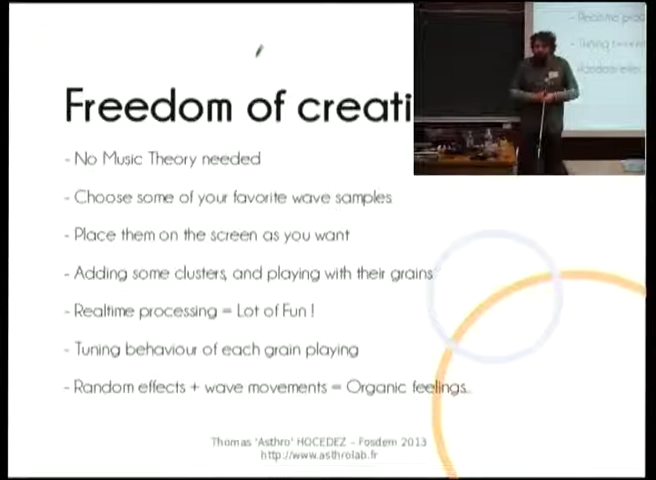 Freedom of creati
- No Music Theory needed
- Choose some of your favorite wave samples
- Place them on the screen as you want
- Adding some clusters, and playing with their grains
- Realtime processing = Lot of Fun !
- Tuning behaviour of each grain playing
- Random effects + wave movements = Organic feelings..
Thomas 'Asthro' HOCEDEZ - Fosdem 2013
http://www.asthrolab.fr
- Realtime
- Tuning